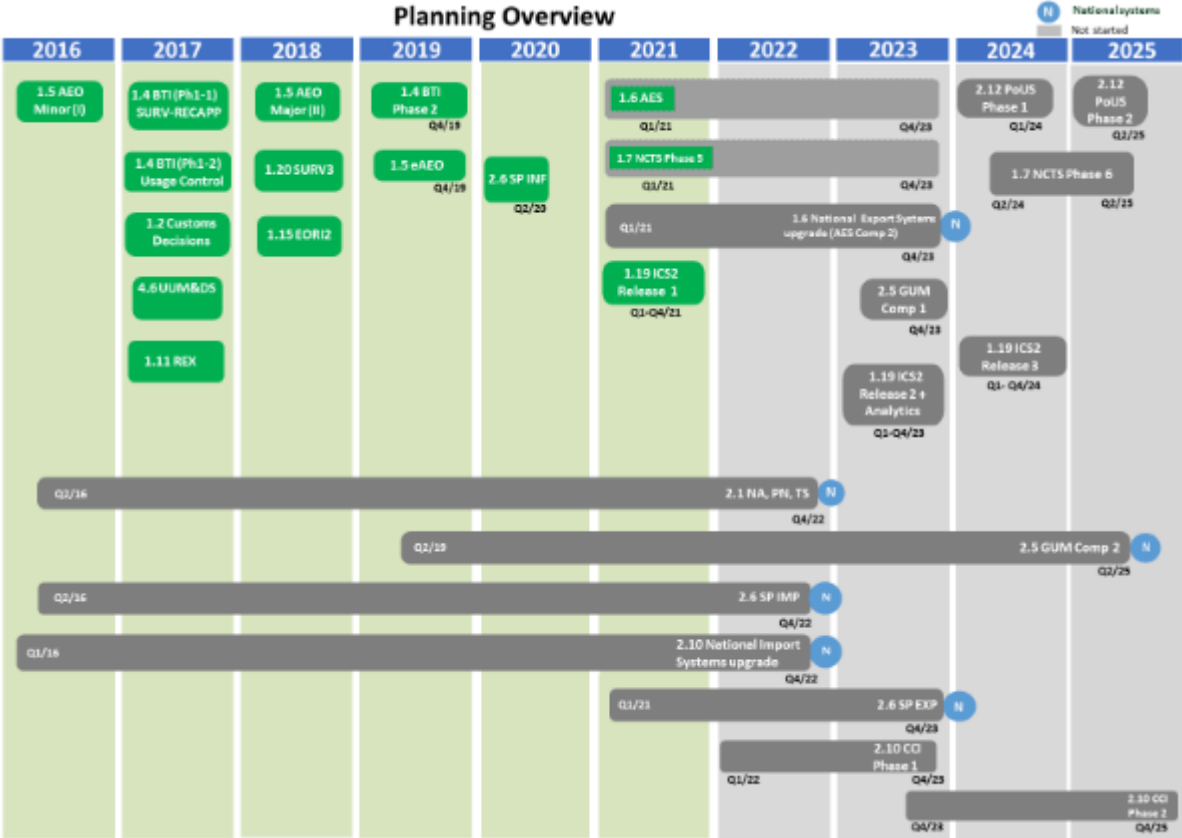 Planning Overview
N National systems
Not started
2016 2017 2018 2019 2020 2021 2022 2023 2024 2025
1.5 AEO
Minor (I)
1.4 BTI (Ph1-1)
SURV-RECAPP
1.5 AEO
Major (II)
1.4 BTI
Phase 2
Q4/19
1.6 AES
Q1/21
Q4/23
2.12 PoUS
Phase 1
Q1/24
2.12
PoUS
Phase 2
Q2/25
1.4 BTI (Ph1-2)
Usage Control
1.20 SURV3
1.5 eAEO
Q4/19
2.6 SP INF
Q2/20
1.7 NCTS Phase 5
Q1/21
Q4/23
1.7 NCTS Phase 6
Q2/24
Q2/25
1.2 Customs
Decisions
1.15 EORI2
Q1/21
1.6 National Export Systems
upgrade (AES Comp 2)
N
Q4/23
4.6 UUM&DS
1.19 ICS2
Release 1
Q1-Q4/21
2.5 GUM
Comp 1
Q4/23
1.11 REX
1.19 ICS2
Release 2 +
Analytics
Q1-Q4/23
1.19 ICS2
Release 3
Q1- Q4/24
Q2/16
2.1 NA, PN, TS
N
Q4/22
Q2/19
2.5 GUM Comp 2
N
Q2/25
Q2/16
2.6 SP IMP
N
Q4/22
Q1/16
2.10 National Import
Systems upgrade
N
Q4/22
Q1/21
2.6 SP EXP
N
Q4/23
2.10 CCI
Phase 1
Q1/22
Q4/23
2.10 CCI
Phase 2
Q4/23
Q4/25